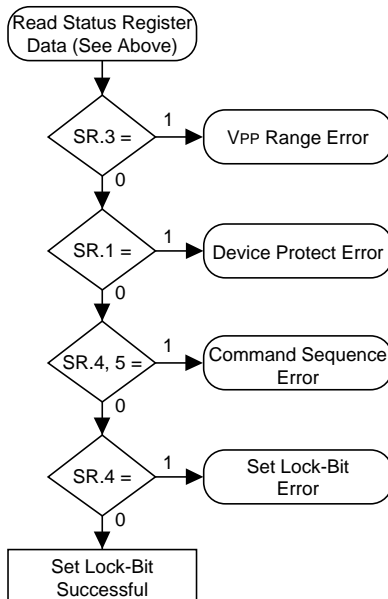 Read Status Register
Data (See Above)
SR.3 =
1
VPP Range Error
0
SR.1 =
1
Device Protect Error
0
SR.4, 5 =
1
Command Sequence
Error
0
SR.4 =
1
Set Lock-Bit
Error
0
Set Lock-Bit
Successful